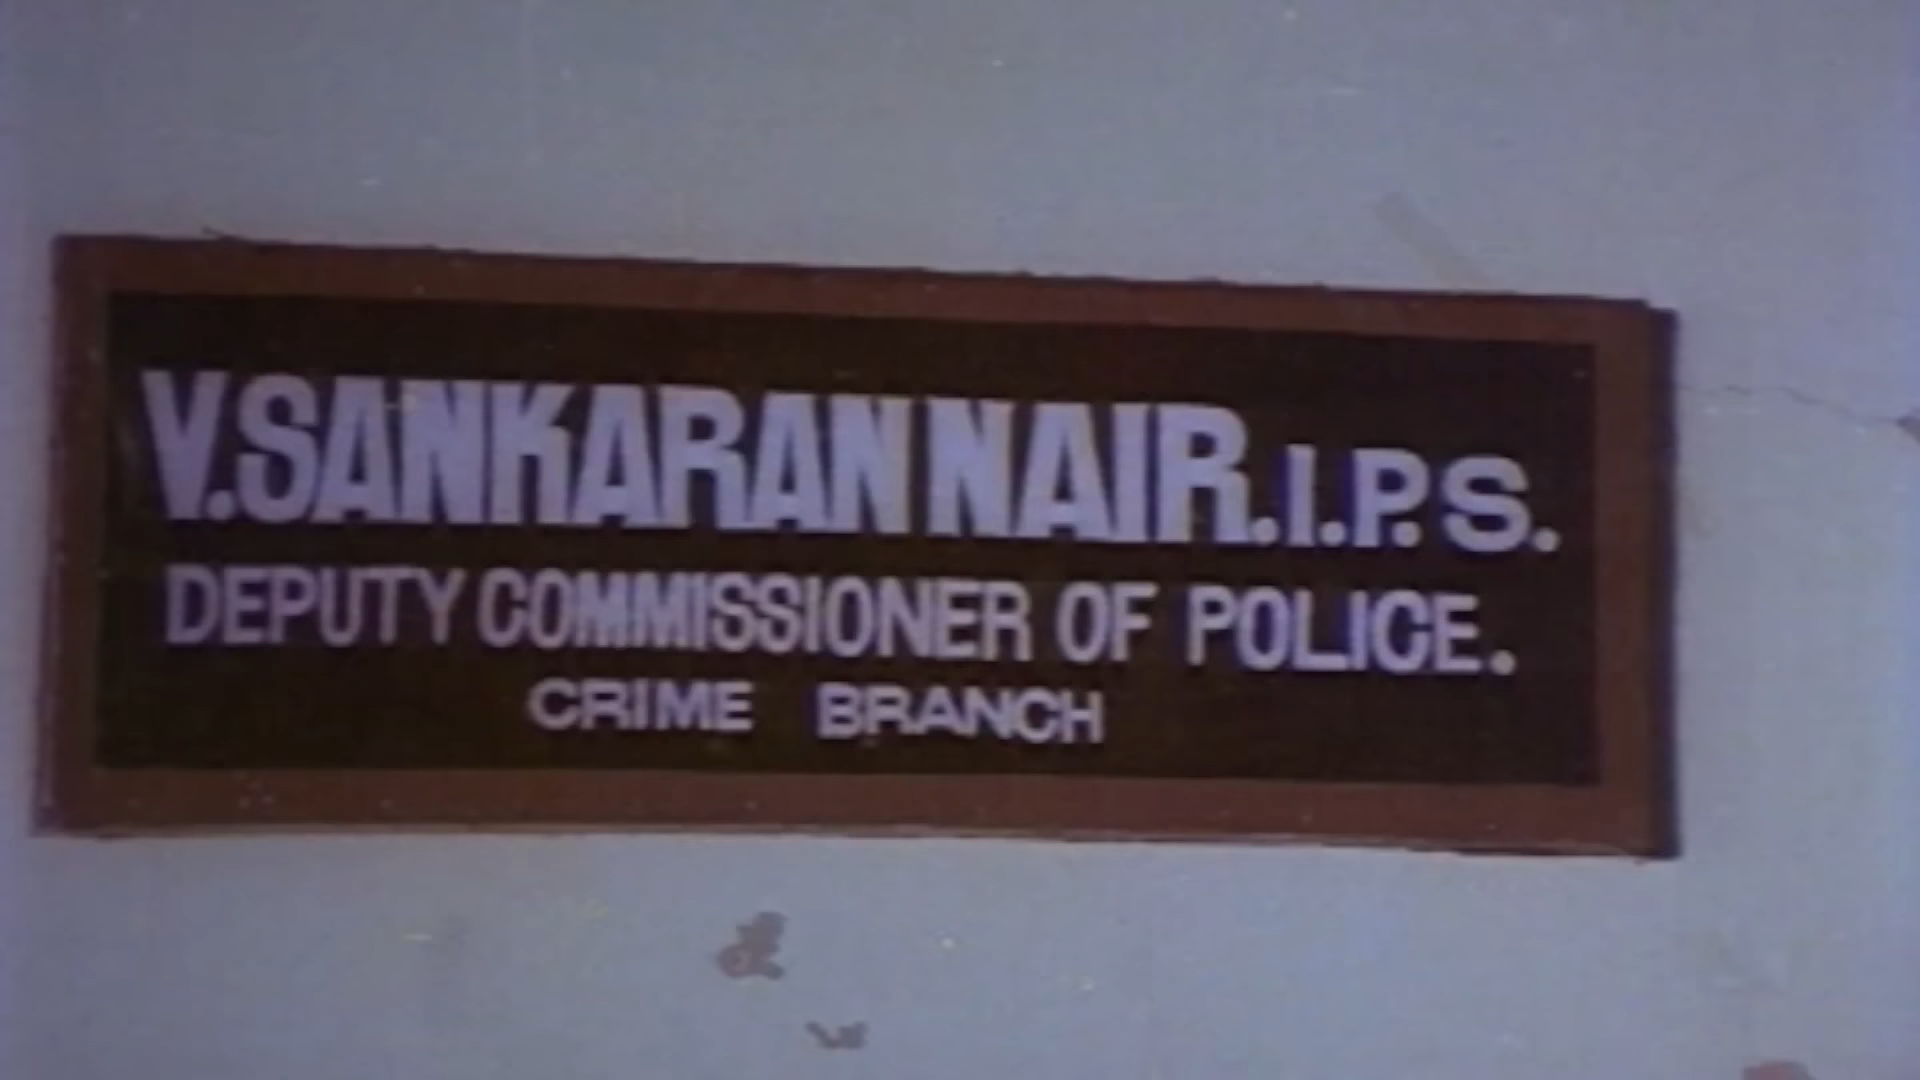 V.SANKARAN NAIR.I.P.S.
DEPUTY COMMISSIONER OF POLICE.
CRIME BRANCH